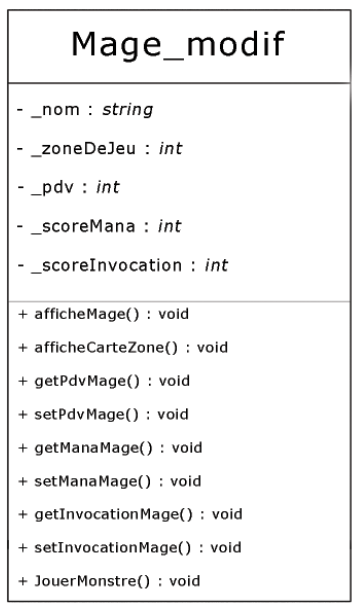 Mage_modif
- _nom : string
- _zoneDeJeu : int
- _pdv : int
- _scoreMana : int
- _scoreInvocation : int
+ afficheMage() : void
+ afficheCarteZone() : void
+ getPdvMage() : void
+ setPdvMage() : void
+ getManaMage() : void
+ setManaMage() : void
+ getInvocationMage() : void
+ setInvocationMage() : void
+ JouerMonstre() : void